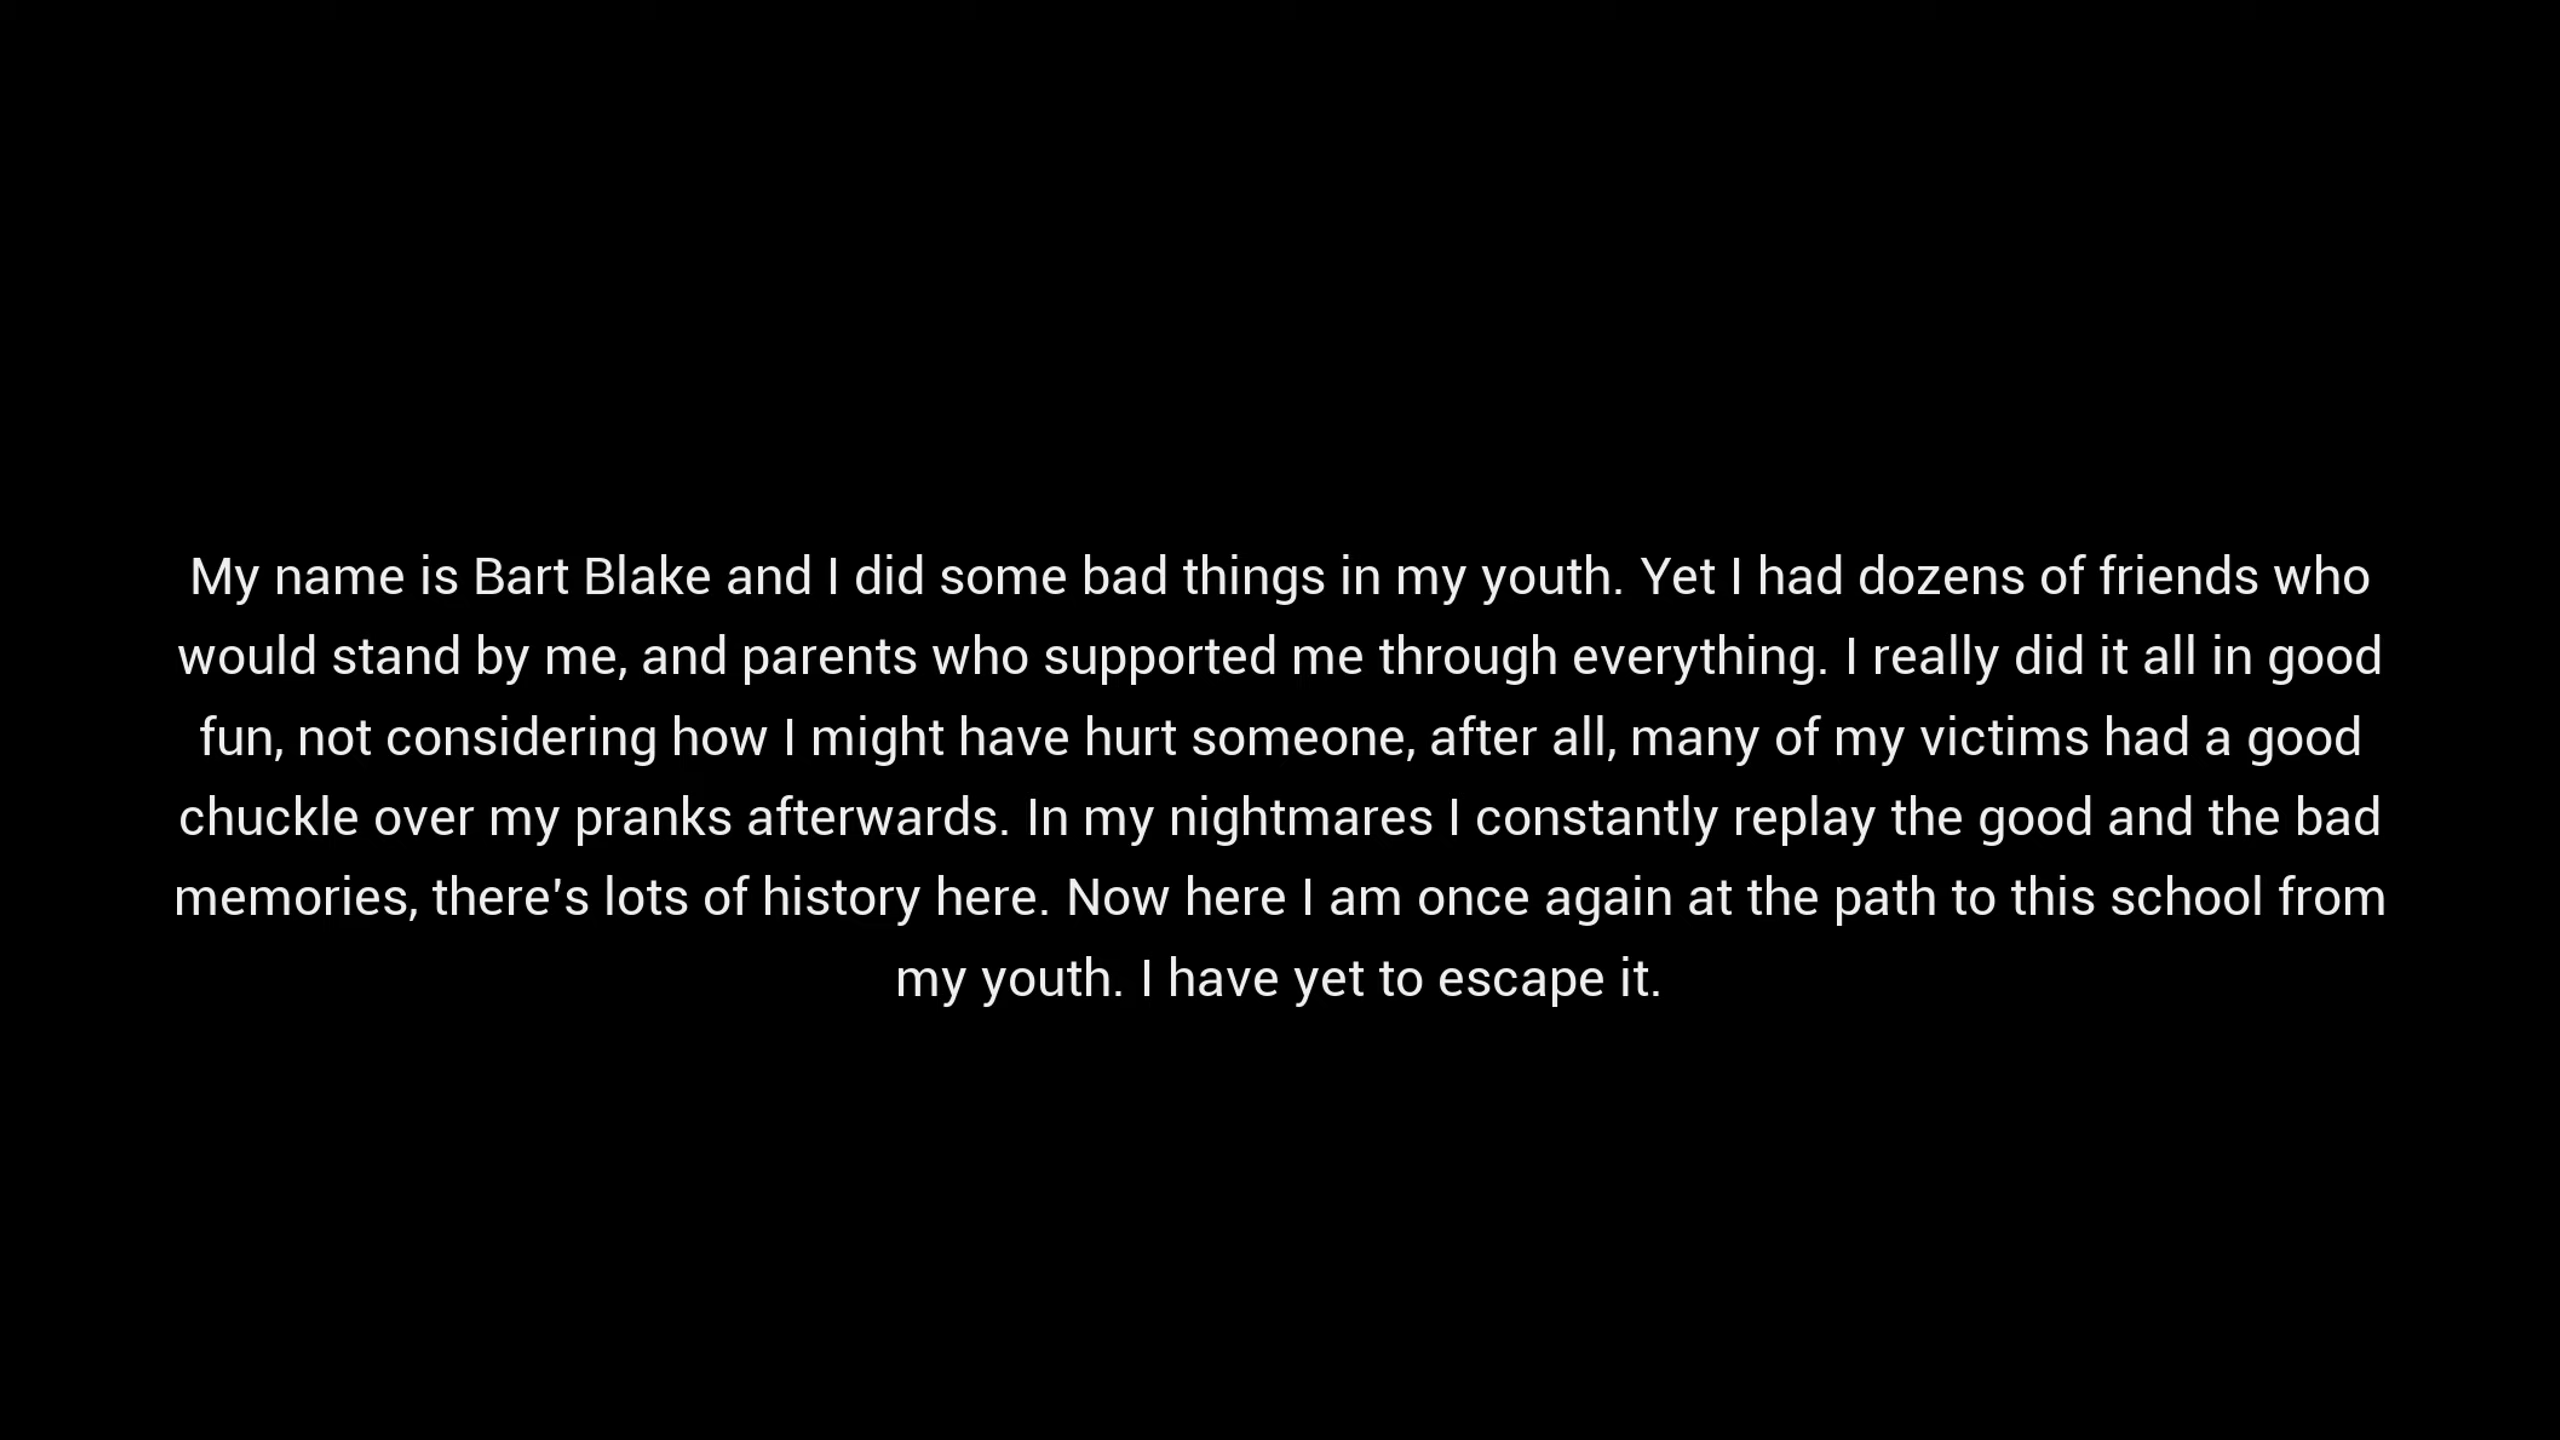 My name is Bart Blake and I did some bad things in my youth. Yet I had dozens of friends who
would stand by me, and parents who supported me through everything. I really did it all in good
fun, not considering how I might have hurt someone, after all, many of my victims had a good
chuckle over my pranks afterwards. In my nightmares I constantly replay the good and the bad
memories, there's lots of history here. Now here I am once again at the path to this school from
my youth. I have yet to escape it.